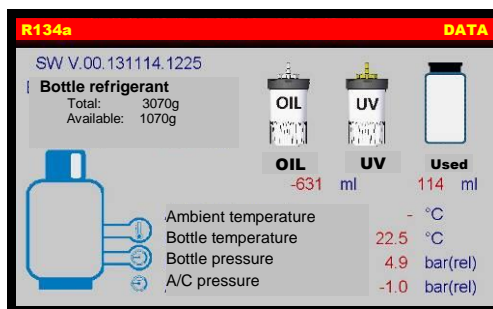 R134a DATA
SW V.00.131114.1225
Bottle refrigerant
Total: 3070g
Available: 1070g
OIL UV
OIL UV Used
-631 ml 114 ml
Ambient temperature - °C
Bottle temperature 22.5 °C
Bottle pressure 4.9 bar(rel)
A/C pressure -1.0 bar(rel)